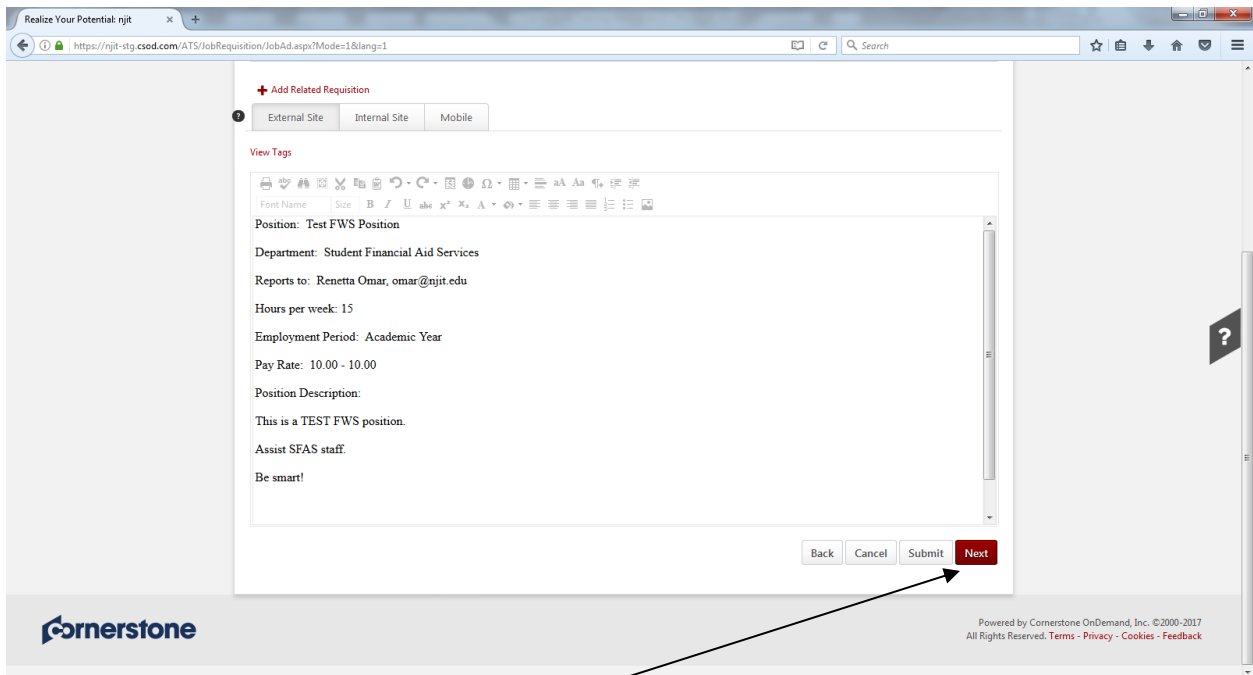 Realize Your Potential: njit
https://njit-stg.csod.com/ATS/JobRequisition/JobAd.aspx?Mode=1&lang=1
Search
Add Related Requisition
External Site Internal Site Mobile
View Tags
Font Name Size
Position: Test FWS Position
Department: Student Financial Aid Services
Reports to: Renetta Omar, omar@njit.edu
Hours per week: 15
Employment Period: Academic Year
Pay Rate: 10.00 - 10.00
Position Description:
This is a TEST FWS position.
Assist SFAS staff.
Be smart!
Back Cancel Submit Next
?
Cornerstone
Powered by Cornerstone OnDemand, Inc. ©2000-2017
All Rights Reserved. Terms - Privacy - Cookies - Feedback